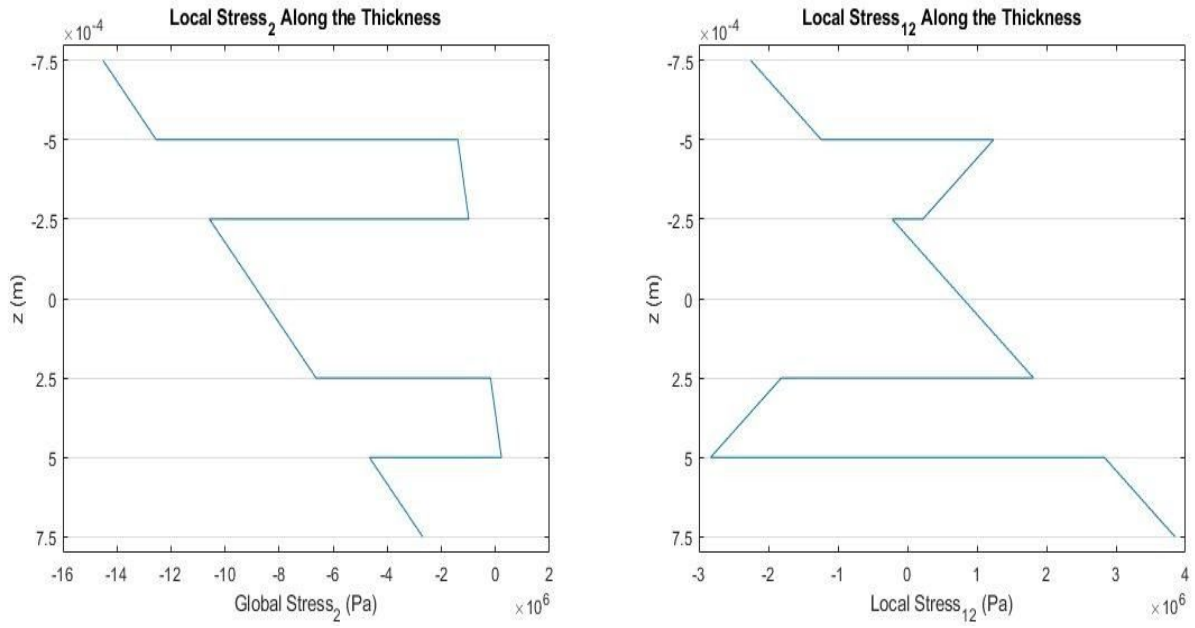 Local Stress2 Along the Thickness
×10-4
-7.5
-5
-2.5
0
2.5
5
7.5
z (m)
-16 -14 -12 -10 -8 -6 -4 -2 0 2
Global Stress2 (Pa)
×10^6
Local Stress12 Along the Thickness
×10-4
-7.5
-5
-2.5
0
2.5
5
7.5
z (m)
-3 -2 -1 0 1 2 3 4
Local Stress12 (Pa)
×10^6